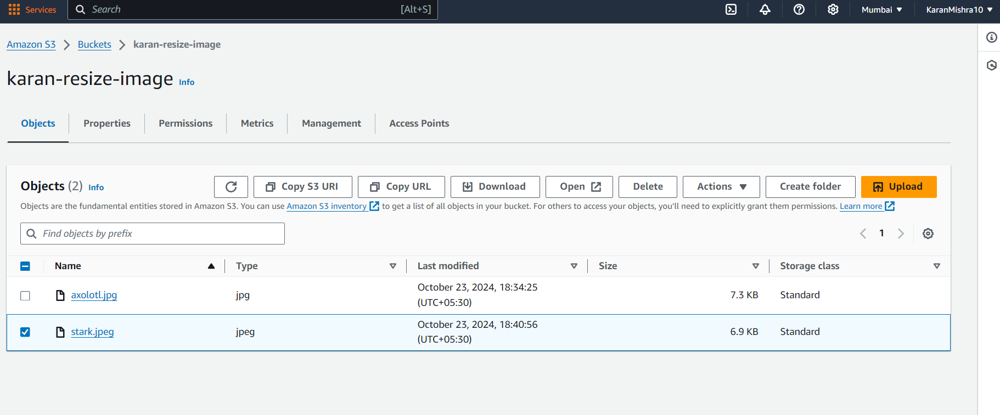 Services Search [Alt+S] Mumbai KaranMishra10
Amazon S3 Buckets karan-resize-image
karan-resize-image Info
Objects Properties Permissions Metrics Management Access Points
Objects (2) Info Copy S3 URI Copy URL Download Open Delete Actions Create folder Upload
Objects are the fundamental entities stored in Amazon S3. You can use Amazon S3 inventory to get a list of all objects in your bucket. For others to access your objects, you'll need to explicitly grant them permissions. Learn more
Find objects by prefix 1
Name Type Last modified Size Storage class
axolotl.jpg jpg October 23, 2024, 18:34:25 (UTC+05:30) 7.3 KB Standard
stark.jpeg jpeg October 23, 2024, 18:40:56 (UTC+05:30) 6.9 KB Standard